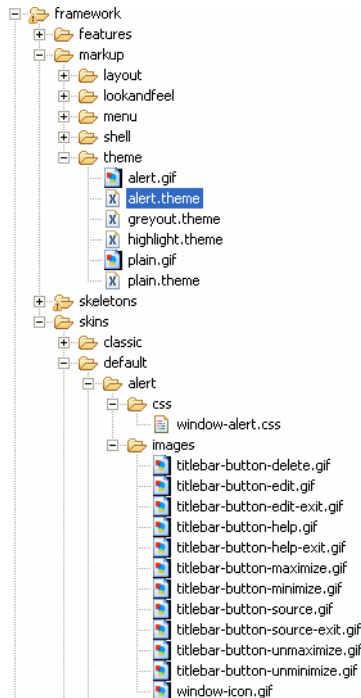 framework
features
markup
layout
lookandfeel
menu
shell
theme
alert.gif
alert.theme
greyout.theme
highlight.theme
plain.gif
plain.theme
skeletons
skins
classic
default
alert
css
window-alert.css
images
titlebar-button-delete.gif
titlebar-button-edit.gif
titlebar-button-edit-exit.gif
titlebar-button-help.gif
titlebar-button-help-exit.gif
titlebar-button-maximize.gif
titlebar-button-minimize.gif
titlebar-button-source.gif
titlebar-button-source-exit.gif
titlebar-button-unmaximize.gif
titlebar-button-unminimize.gif
window-icon.gif